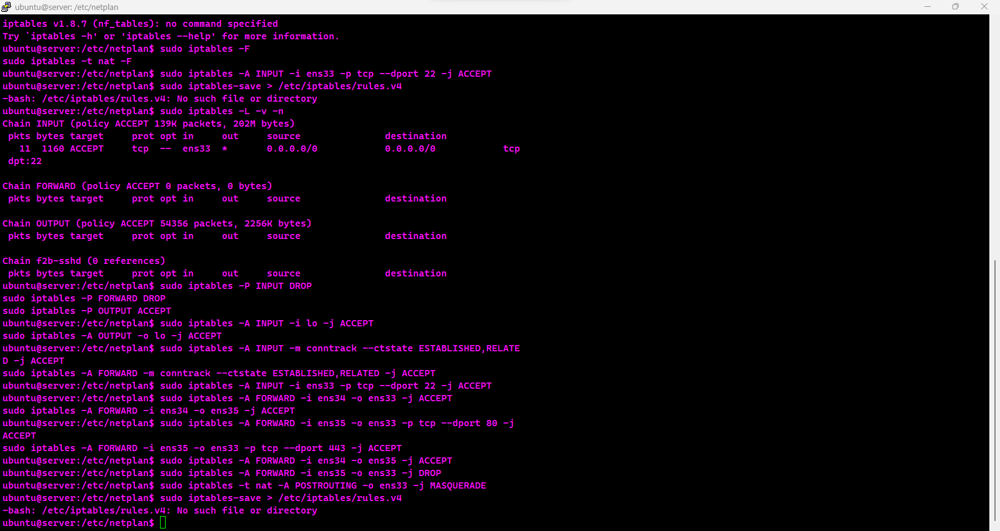 ubuntu@server: /etc/netplan
iptables v1.8.7 (nf_tables): no command specified
Try `iptables -h' or 'iptables --help' for more information.
ubuntu@server:/etc/netplan$ sudo iptables -F
sudo iptables -t nat -F
ubuntu@server:/etc/netplan$ sudo iptables -A INPUT -i ens33 -p tcp --dport 22 -j ACCEPT
ubuntu@server:/etc/netplan$ sudo iptables-save > /etc/iptables/rules.v4
-bash: /etc/iptables/rules.v4: No such file or directory
ubuntu@server:/etc/netplan$ sudo iptables -L -v -n
Chain INPUT (policy ACCEPT 139K packets, 202M bytes)
 pkts bytes target     prot opt in     out     source               destination
   11  1160 ACCEPT     tcp  --  ens33  *       0.0.0.0/0            0.0.0.0/0            tcp
 dpt:22

Chain FORWARD (policy ACCEPT 0 packets, 0 bytes)
 pkts bytes target     prot opt in     out     source               destination

Chain OUTPUT (policy ACCEPT 54356 packets, 2256K bytes)
 pkts bytes target     prot opt in     out     source               destination

Chain f2b-sshd (0 references)
 pkts bytes target     prot opt in     out     source               destination
ubuntu@server:/etc/netplan$ sudo iptables -P INPUT DROP
sudo iptables -P FORWARD DROP
sudo iptables -P OUTPUT ACCEPT
ubuntu@server:/etc/netplan$ sudo iptables -A INPUT -i lo -j ACCEPT
sudo iptables -A OUTPUT -o lo -j ACCEPT
ubuntu@server:/etc/netplan$ sudo iptables -A INPUT -m conntrack --ctstate ESTABLISHED,RELATE
D -j ACCEPT
sudo iptables -A FORWARD -m conntrack --ctstate ESTABLISHED,RELATED -j ACCEPT
ubuntu@server:/etc/netplan$ sudo iptables -A INPUT -i ens33 -p tcp --dport 22 -j ACCEPT
ubuntu@server:/etc/netplan$ sudo iptables -A FORWARD -i ens34 -o ens33 -j ACCEPT
sudo iptables -A FORWARD -i ens34 -o ens35 -j ACCEPT
ubuntu@server:/etc/netplan$ sudo iptables -A FORWARD -i ens35 -o ens33 -p tcp --dport 80 -j
ACCEPT
sudo iptables -A FORWARD -i ens35 -o ens33 -p tcp --dport 443 -j ACCEPT
ubuntu@server:/etc/netplan$ sudo iptables -A FORWARD -i ens34 -o ens35 -j ACCEPT
ubuntu@server:/etc/netplan$ sudo iptables -A FORWARD -i ens35 -o ens33 -j DROP
ubuntu@server:/etc/netplan$ sudo iptables -t nat -A POSTROUTING -o ens33 -j MASQUERADE
ubuntu@server:/etc/netplan$ sudo iptables-save > /etc/iptables/rules.v4
-bash: /etc/iptables/rules.v4: No such file or directory
ubuntu@server:/etc/netplan$